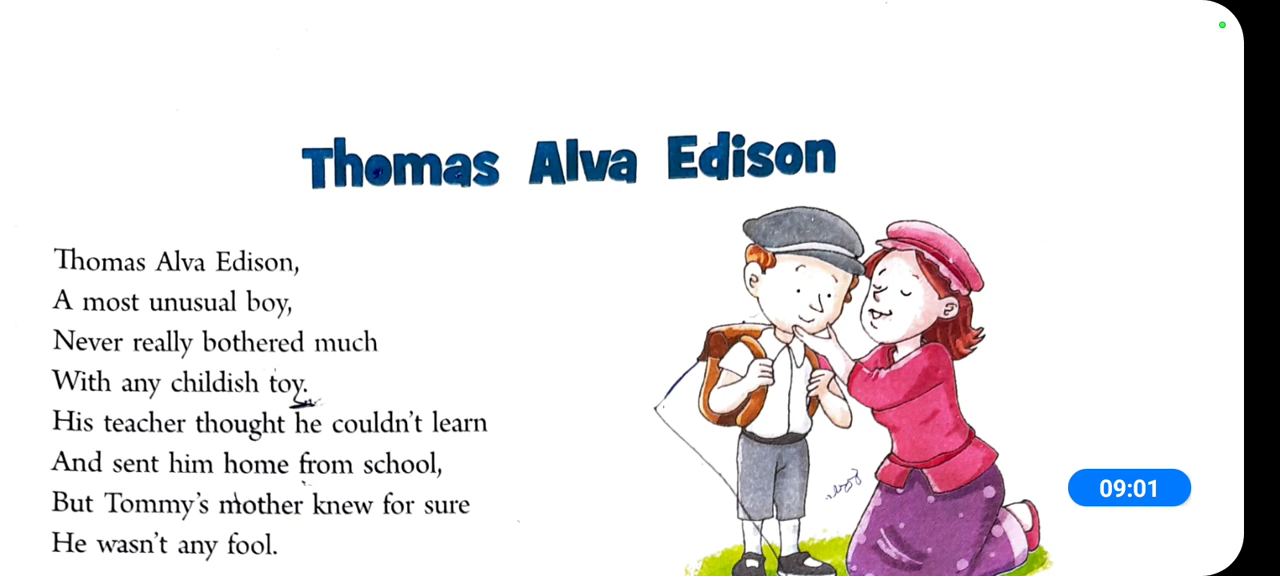 Thomas Alva Edison
Thomas Alva Edison,
A most unusual boy,
Never really bothered much
With any childish toy.
His teacher thought he couldn't learn
And sent him home from school,
But Tommy's mother knew for sure
He wasn't any fool.
09:01